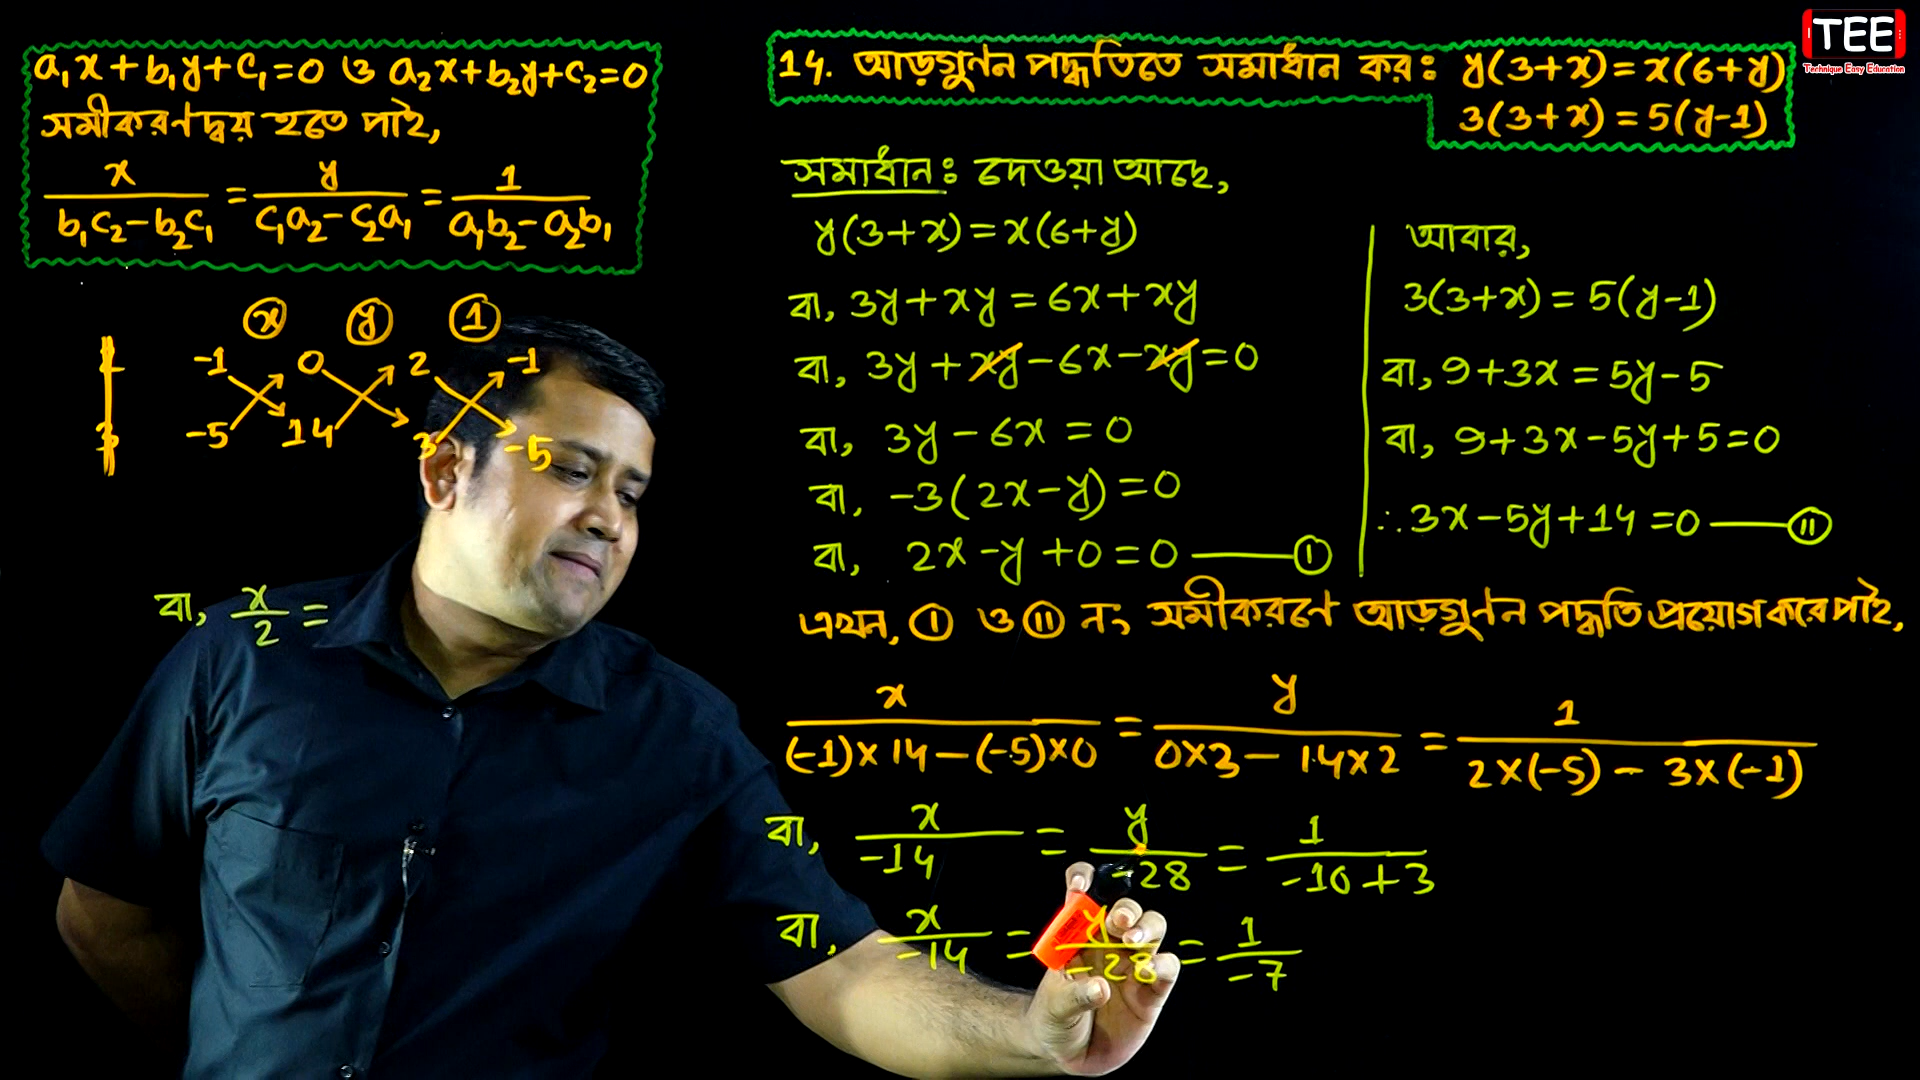 a₁x+b₁y+c₁=0 ও a₂x+b₂y+c₂=0
সমীকরণদ্বয় হতে পাই,
x/(b₁c₂-b₂c₁) = y/(c₁a₂-c₂a₁) = 1/(a₁b₂-a₂b₁)
x y 1
-1 0 2 -1
-5 14 3 -5
বা, x/2 =
TEE
Technique Easy Education
14. আড়গুণন পদ্ধতিতে সমাধান কর: y(3+x)=x(6+y)
3(3+x)=5(y-1)
সমাধান: দেওয়া আছে,
y(3+x)=x(6+y)
বা, 3y+xy=6x+xy
বা, 3y+xy-6x-xy=0
বা, 3y-6x=0
বা, -3(2x-y)=0
বা, 2x-y+0=0 —— (i)
আবার,
3(3+x)=5(y-1)
বা, 9+3x=5y-5
বা, 9+3x-5y+5=0
∴ 3x-5y+14=0 —— (ii)
এখন, (i) ও (ii) নং সমীকরণে আড়গুণন পদ্ধতি প্রয়োগ করে পাই,
x/((-1)×14-(-5)×0) = y/(0×3-14×2) = 1/(2×(-5)-3×(-1))
বা, x/-14 = y/-28 = 1/(-10+3)
বা, x/-14 = y/-28 = 1/-7